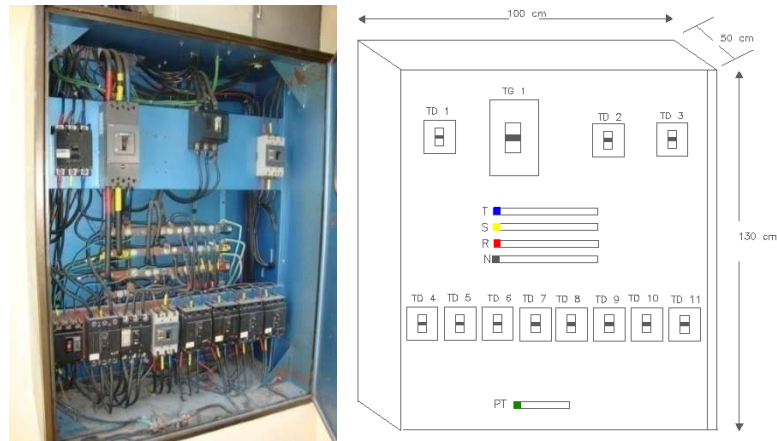 100 cm
50 cm
TG 1
TD 1
TD 2
TD 3
T
S
R
N
130 cm
TD 4
TD 5
TD 6
TD 7
TD 8
TD 9
TD 10
TD 11
PT